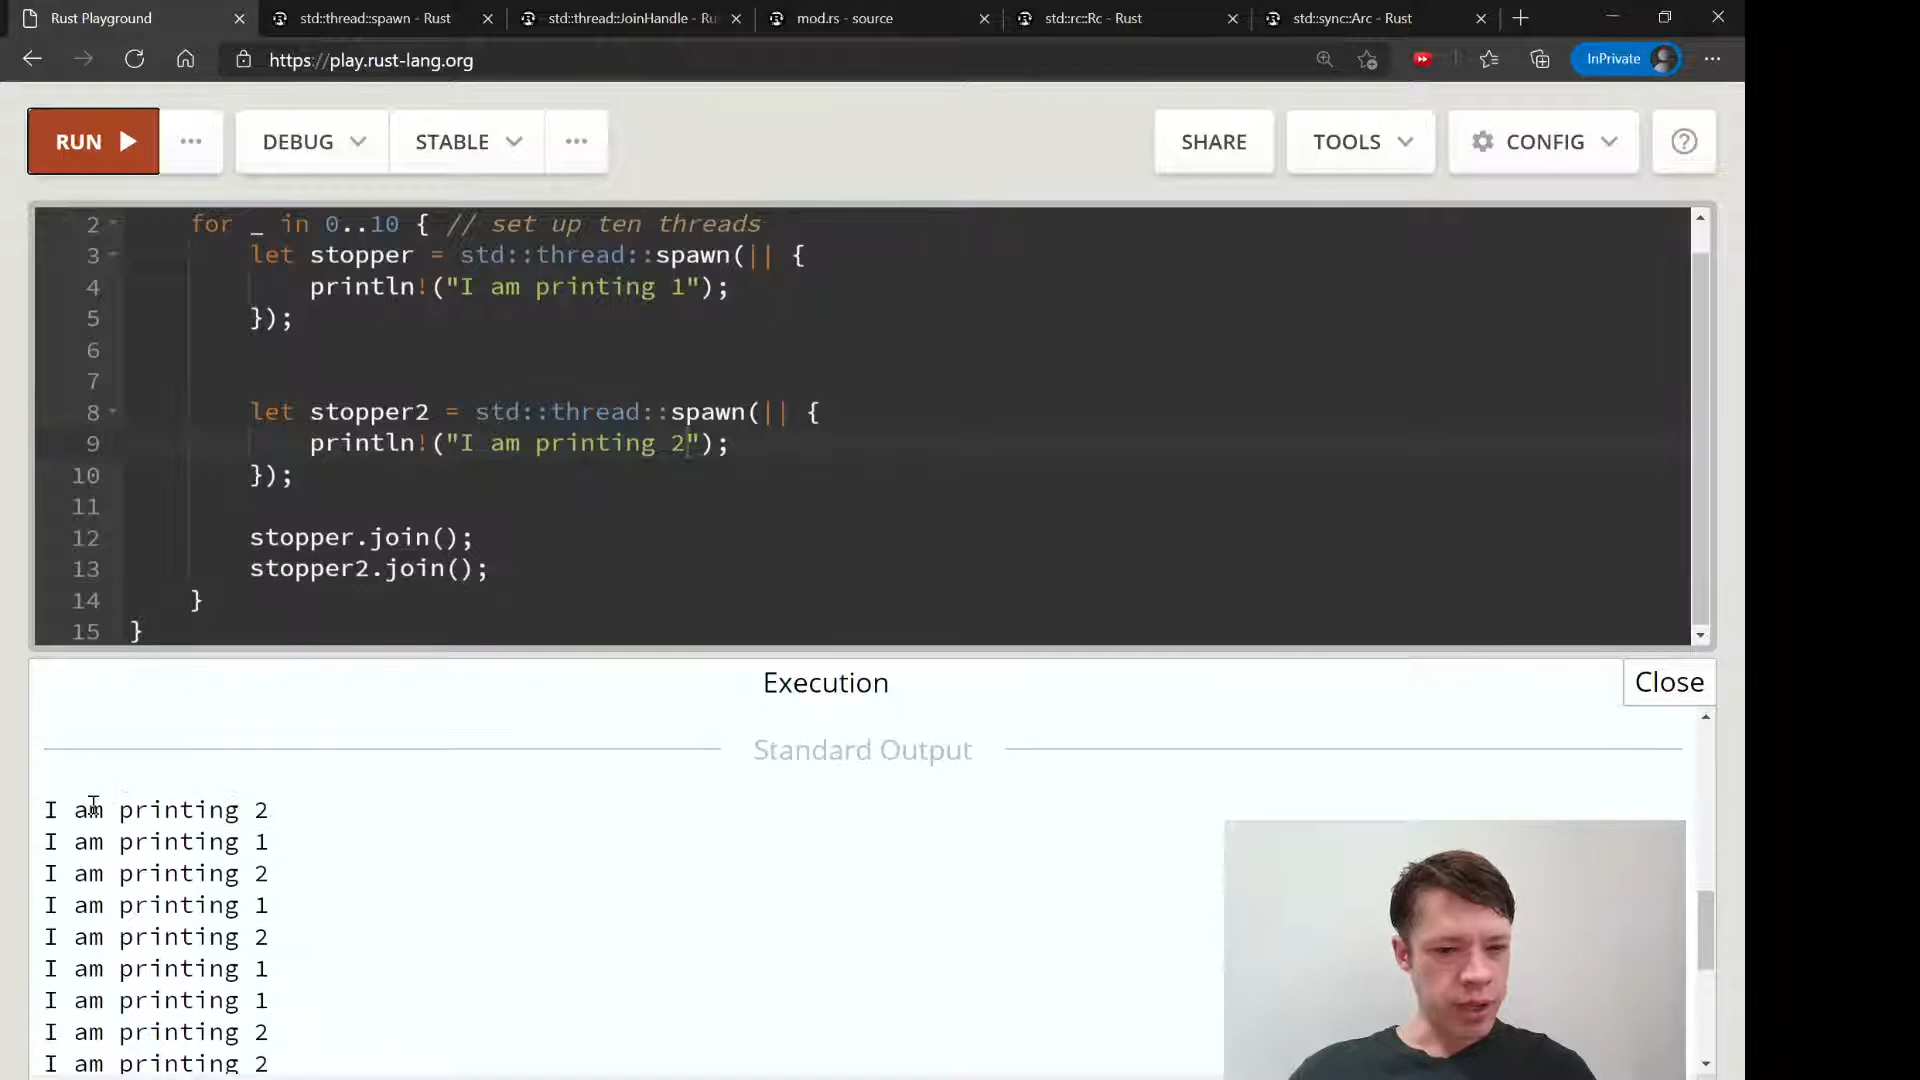 Rust Playground
std::thread::spawn - Rust
std::thread::JoinHandle - Ru
mod.rs - source
std::rc::Rc - Rust
std::sync::Arc - Rust
https://play.rust-lang.org
InPrivate
RUN
DEBUG
STABLE
SHARE
TOOLS
CONFIG
2 for _ in 0..10 { // set up ten threads
3 let stopper = std::thread::spawn(|| {
4 println!("I am printing 1");
5 });
6
7
8 let stopper2 = std::thread::spawn(|| {
9 println!("I am printing 2");
10 });
11
12 stopper.join();
13 stopper2.join();
14 }
15 }
Execution
Close
Standard Output
I am printing 2
I am printing 1
I am printing 2
I am printing 1
I am printing 2
I am printing 1
I am printing 1
I am printing 2
I am printing 2